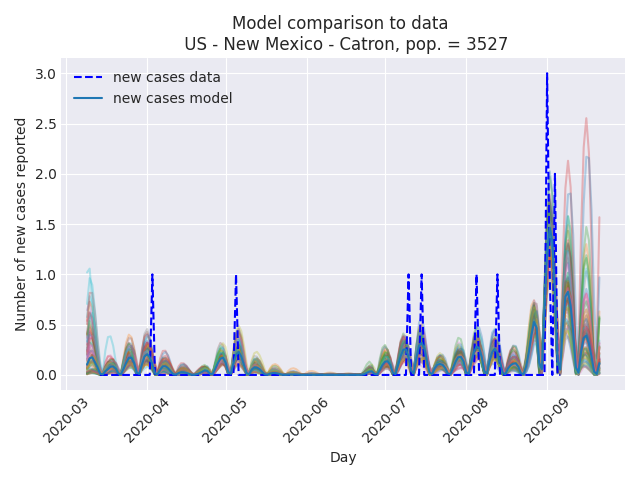 Model comparison to data
US - New Mexico - Catron, pop. = 3527
new cases data
new cases model
Number of new cases reported
3.0
2.5
2.0
1.5
1.0
0.5
0.0
2020-03
2020-04
2020-05
2020-06
2020-07
2020-08
2020-09
Day